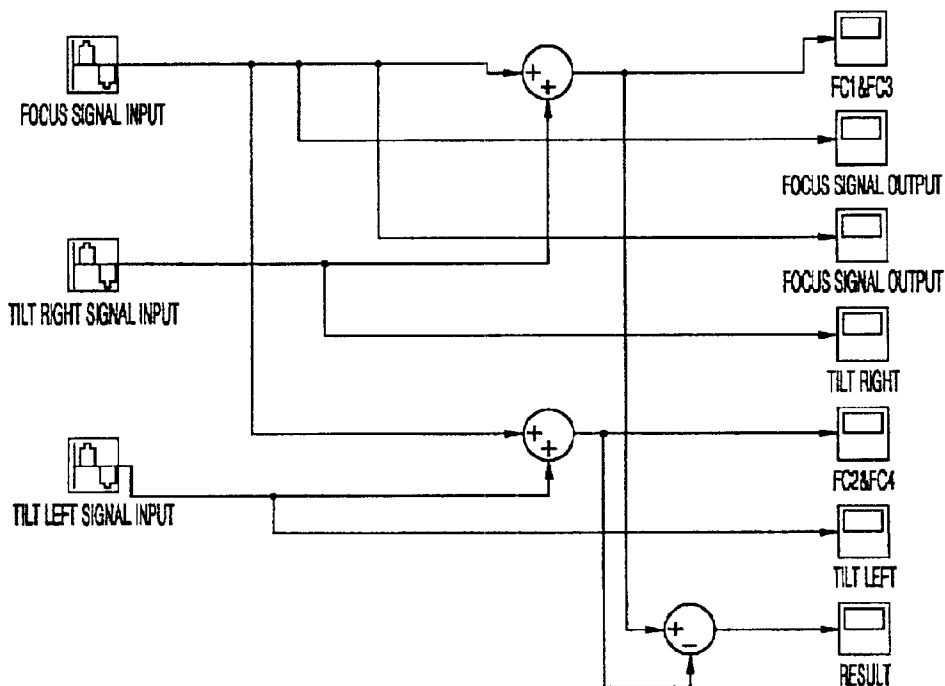 FOCUS SIGNAL INPUT
TILT RIGHT SIGNAL INPUT
TILT LEFT SIGNAL INPUT
+
+
+
+
+
−
FC1&FC3
FOCUS SIGNAL OUTPUT
FOCUS SIGNAL OUTPUT
TILT RIGHT
FC2&FC4
TILT LEFT
RESULT